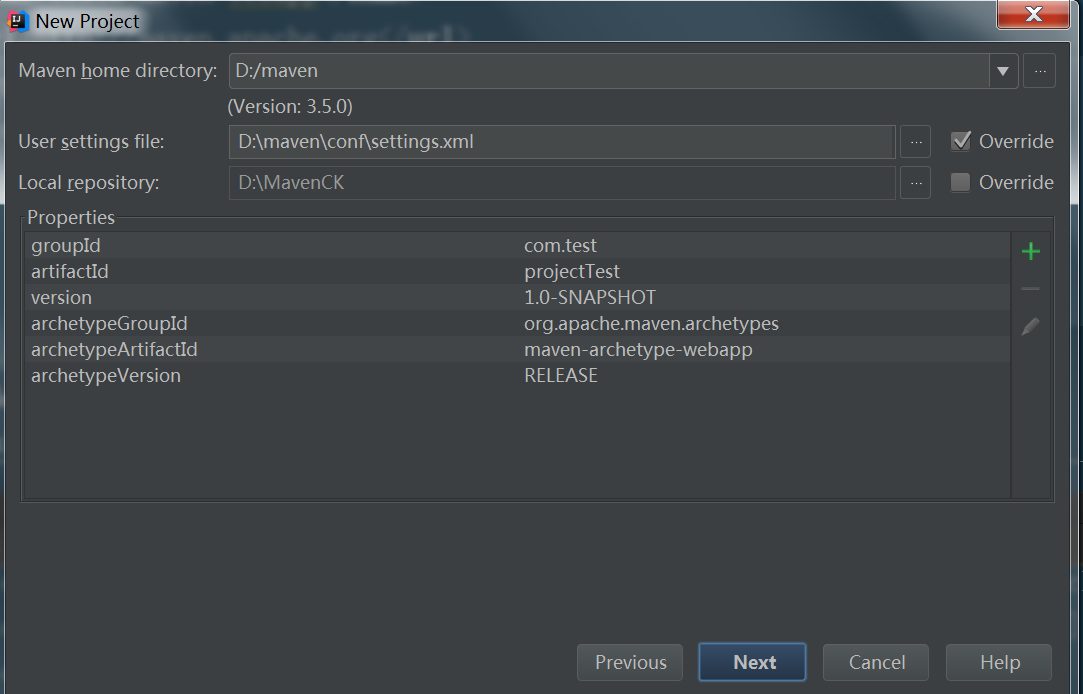 New Project
Maven home directory: D:/maven ...
(Version: 3.5.0)
User settings file: D:\maven\conf\settings.xml ... Override
Local repository: D:\MavenCK ... Override
Properties
groupId com.test
artifactId projectTest
version 1.0-SNAPSHOT
archetypeGroupId org.apache.maven.archetypes
archetypeArtifactId maven-archetype-webapp
archetypeVersion RELEASE
Previous Next Cancel Help